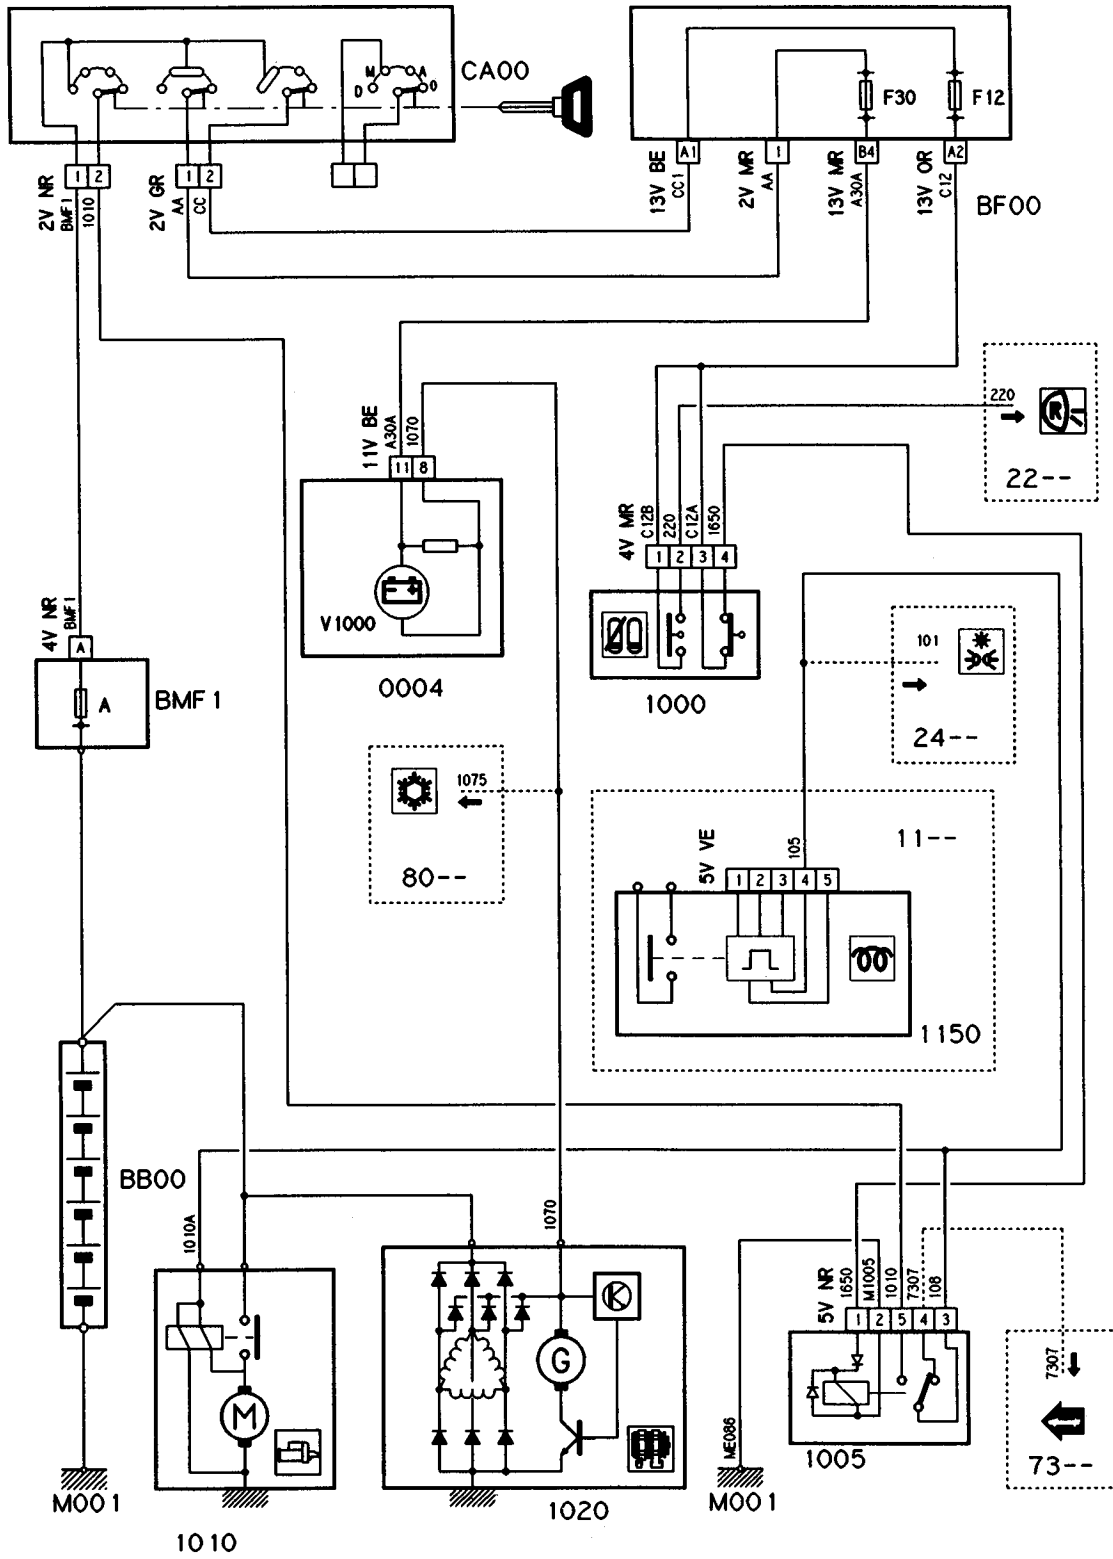 CA00
M A
D O
1 2
2V NR
BMF1
1010
1 2
2V GR
AA
CC
F30
F12
A1
1
B4
A2
13V BE
CC1
2V MR
AA
13V MR
A30A
13V OR
C12
BF00
11V BE
A30A
1070
11 8
V1000
0004
220
R
22--
4V MR
C12B
220
C12A
1650
1 2 3 4
1000
101
24--
4V NR
BMF1
A
A
BMF1
1075
80--
11--
5V VE
105
1 2 3 4 5
1150
BB00
1010A
1070
M
G
K
M001
1010
1020
ME086
M001
5V NR
1650
M1005
1010
7307
108
1 2 5 4 3
1005
7307
73--